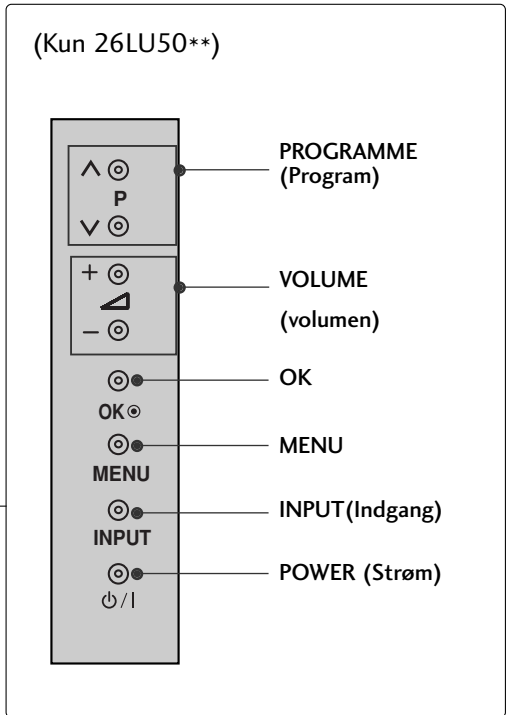 (Kun 26LU50**)
PROGRAMME
(Program)
P
+
VOLUME
(volumen)
−
OK
OK
MENU
MENU
INPUT(Indgang)
INPUT
POWER (Strøm)
⏻/I